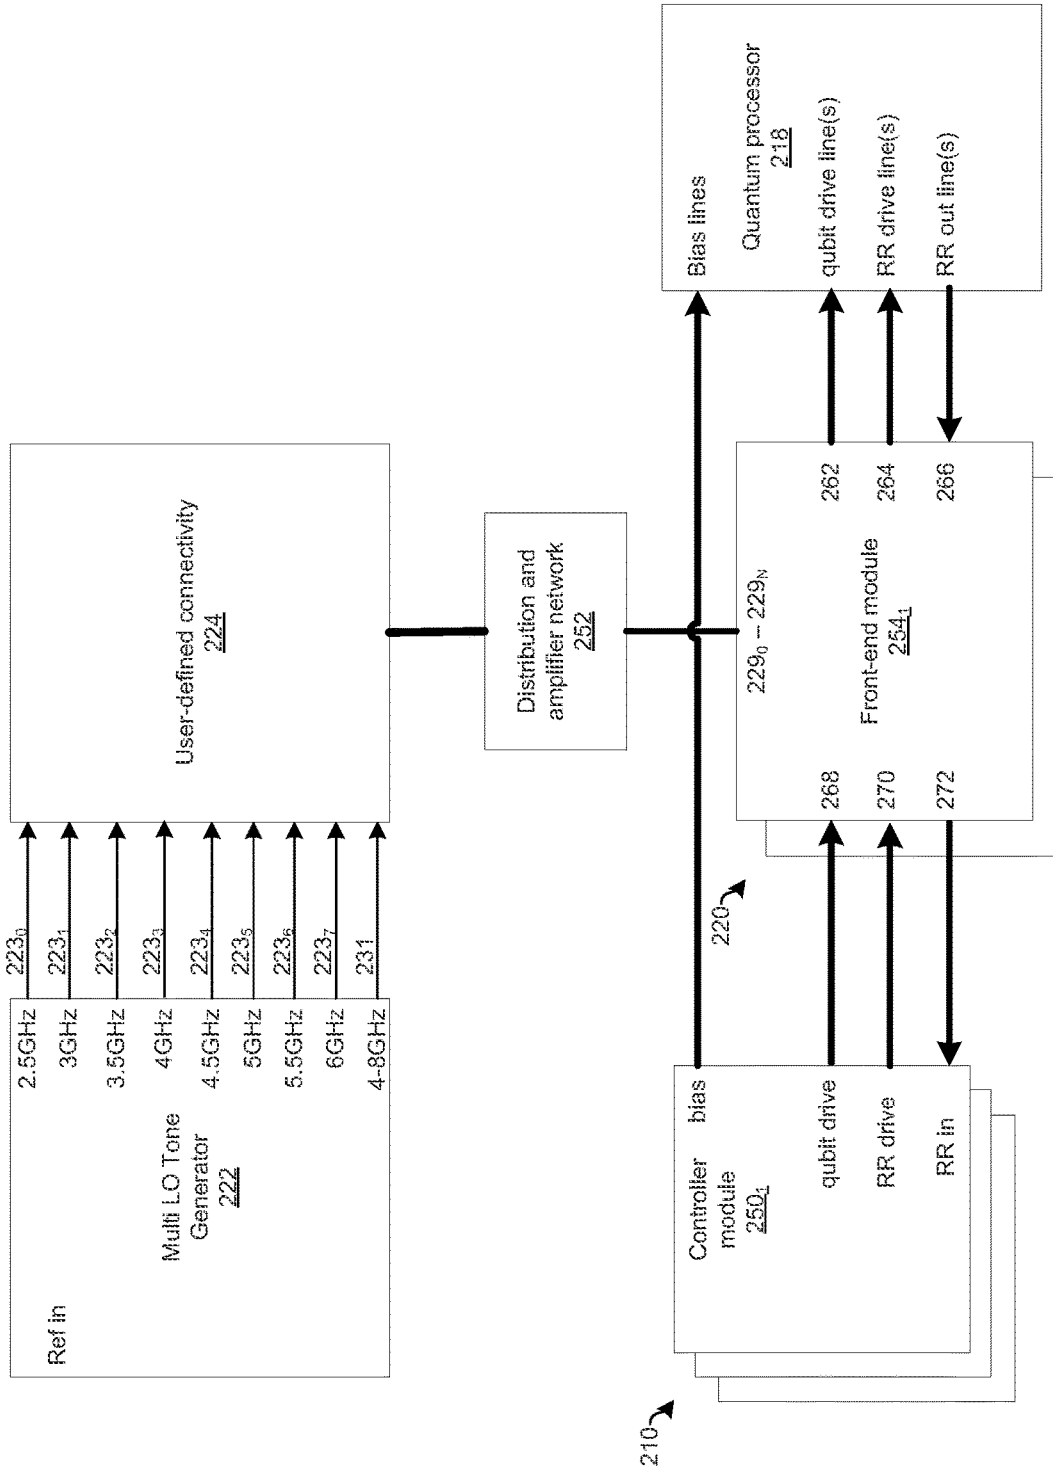 Ref in
Multi LO Tone
Generator
222
2.5GHz
3GHz
3.5GHz
4GHz
4.5GHz
5GHz
5.5GHz
6GHz
4-8GHz
223₀
223₁
223₂
223₃
223₄
223₅
223₆
223₇
231
User-defined connectivity
224
Distribution and
amplifier network
252
210
Controller
module
250₁
bias
qubit drive
RR drive
RR in
220
229₀ – 229N
268
270
272
Front-end module
254₁
262
264
266
Bias lines
Quantum processor
218
qubit drive line(s)
RR drive line(s)
RR out line(s)